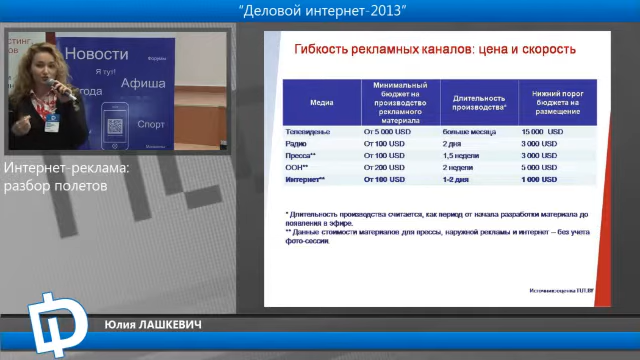 "Деловой интернет-2013"
Новости
Я тут!
форумы
Афиша
года
Спорт
Интернет-реклама:
разбор полетов
Гибкость рекламных каналов: цена и скорость
Медиа
Минимальный
бюджет на
производство
рекламного
материала
Длительность
производства*
Нижний порог
бюджета на
размещение
Телевиденье От 5 000 USD больше месяца 15 000 USD
Радио От 100 USD 2 дня 3 000 USD
Пресса** От 100 USD 1,5 недели 3 000 USD
ООН** От 200 USD 2 недели 5 000 USD
Интернет** От 100 USD 1-2 дня 1 000 USD
* Длительность производства считается, как период от начала разработки материала до
появления в эфире.
** Данные стоимости материалов для прессы, наружной рекламы и интернет – без учета
фото-сессии.
Источник:оценка TUT.BY
Юлия ЛАШКЕВИЧ